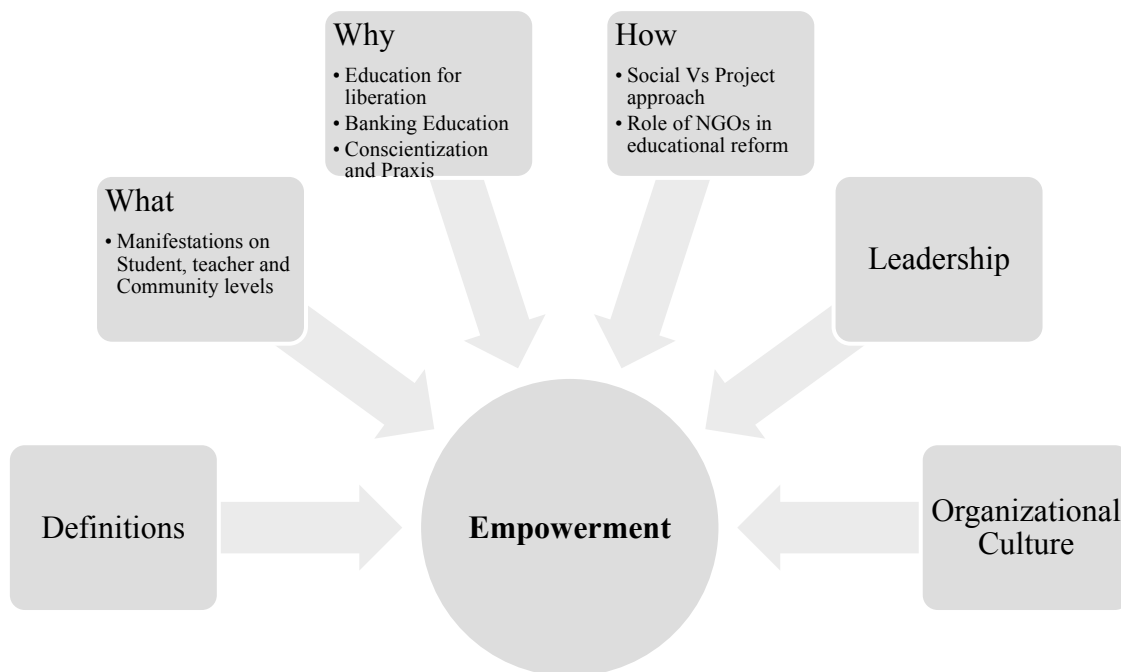 Why
• Education for
liberation
• Banking Education
• Conscientization
and Praxis
How
• Social Vs Project
approach
• Role of NGOs in
educational reform
What
• Manifestations on
Student, teacher and
Community levels
Leadership
Definitions
Empowerment
Organizational
Culture